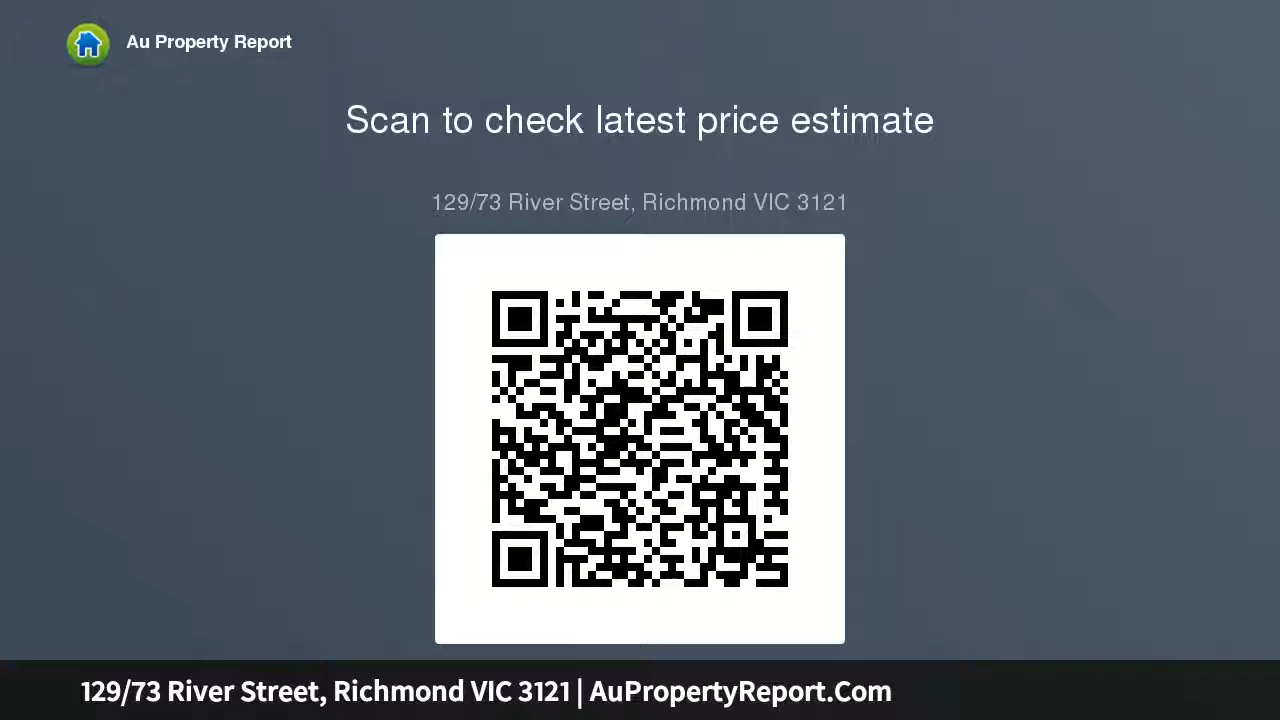 Au Property Report
Scan to check latest price estimate
129/73 River Street, Richmond VIC 3121
129/73 River Street, Richmond VIC 3121 | AuPropertyReport.Com